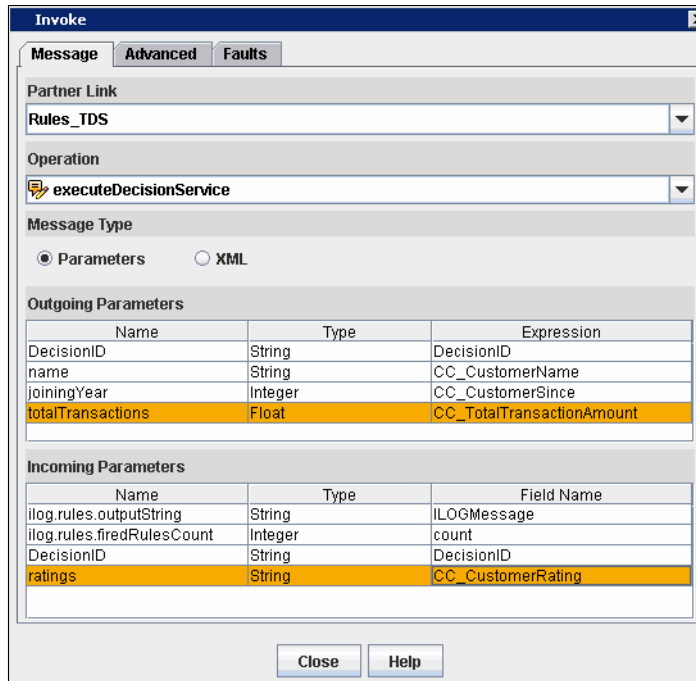 Invoke
Message Advanced Faults
Partner Link
Rules_TDS
Operation
executeDecisionService
Message Type
Parameters XML
Outgoing Parameters
Name Type Expression
DecisionID String DecisionID
name String CC_CustomerName
joiningYear Integer CC_CustomerSince
totalTransactions Float CC_TotalTransactionAmount
Incoming Parameters
Name Type Field Name
ilog.rules.outputString String ILOGMessage
ilog.rules.firedRulesCount Integer count
DecisionID String DecisionID
ratings String CC_CustomerRating
Close Help